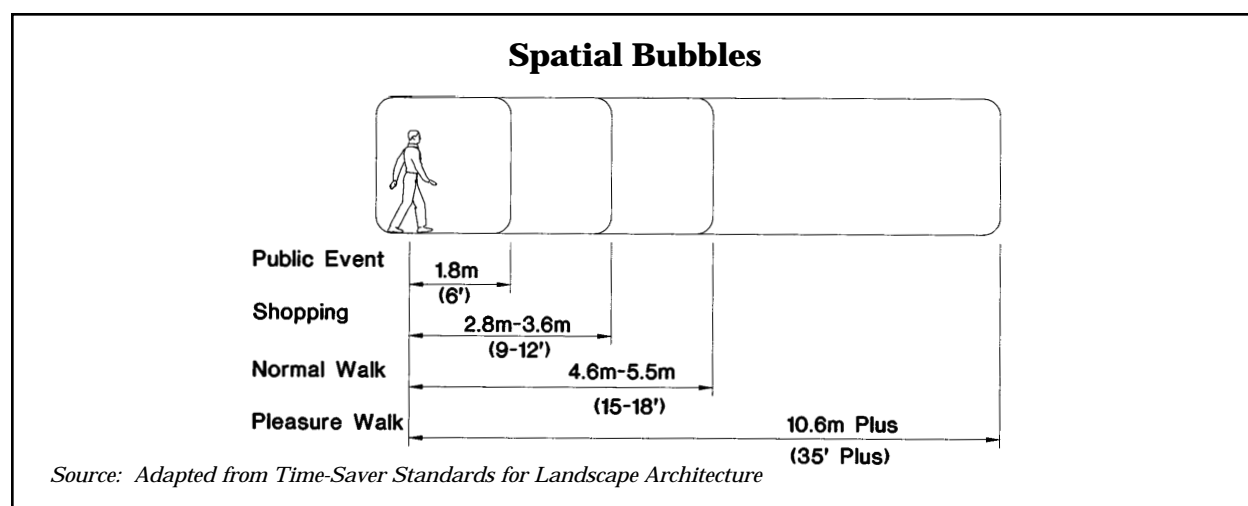 Spatial Bubbles
Public Event
1.8m
(6')
Shopping
2.8m-3.6m
(9-12')
Normal Walk
4.6m-5.5m
(15-18')
Pleasure Walk
10.6m Plus
(35' Plus)
Source: Adapted from Time-Saver Standards for Landscape Architecture